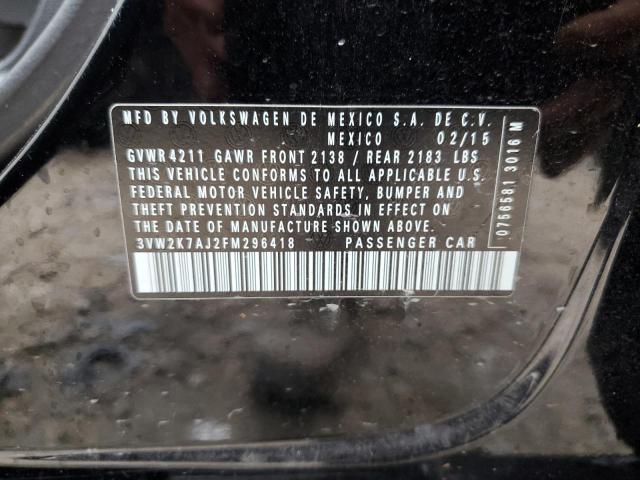 MFD BY VOLKSWAGEN DE MEXICO S.A. DE C.V.
MEXICO 02/15
GVWR 4211 GAWR FRONT 2138 / REAR 2183 LBS
THIS VEHICLE CONFORMS TO ALL APPLICABLE U.S.
FEDERAL MOTOR VEHICLE SAFETY, BUMPER AND
THEFT PREVENTION STANDARDS IN EFFECT ON
THE DATE OF MANUFACTURE SHOWN ABOVE.
3VW2K7AJ2FM296418 PASSENGER CAR
0756581 3016 M